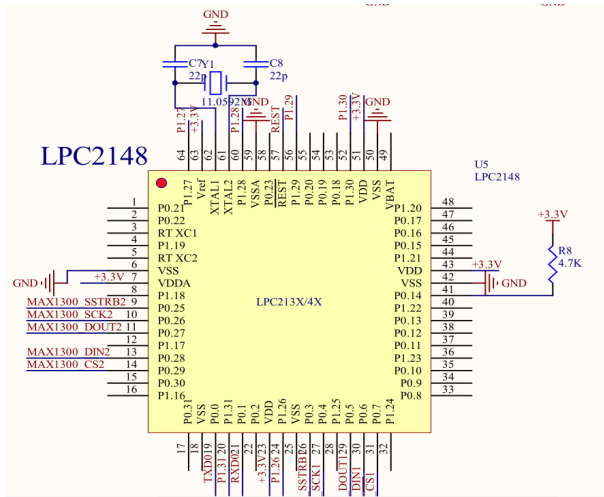 GND
C7
Y1
C8
22p
22p
11.0592M
P1.27
+3.3V
P1.28
GND
REST
P1.29
P1.30
+3.3V
GND
LPC2148
64 63 62 61 60 59 58 57 56 55 54 53 52 51 50 49
P1.27 Vref XTAL1 XTAL2 P1.28 VSSA P0.23 REST P1.29 P0.20 P0.19 P0.18 P1.30 VDD VSS VBAT
U5
LPC2148
1 P0.21
2 P0.22
3 RT XC1
4 P1.19
5 RT XC2
6 VSS
7 VDDA
8 P1.18
9 P0.25
10 P0.26
11 P0.27
12 P1.17
13 P0.28
14 P0.29
15 P0.30
16 P1.16
GND
+3.3V
MAX1300 SSTRB2
MAX1300 SCK2
MAX1300 DOUT2
MAX1300 DIN2
MAX1300 CS2
LPC213X/4X
P1.20 48
P0.17 47
P0.16 46
P0.15 45
P1.21 44
VDD 43
VSS 42
P0.14 41
P1.22 40
P0.13 39
P0.12 38
P0.11 37
P1.23 36
P0.10 35
P0.9 34
P0.8 33
+3.3V
R8
4.7K
+3.3V
GND
P0.31 VSS P0.0 P1.31 P0.1 P0.2 VDD P1.26 VSS P0.3 P0.4 P1.25 P0.5 P0.6 P0.7 P1.24
17 18 19 20 21 22 23 24 25 26 27 28 29 30 31 32
TXD0
P1.31
RXD0
+3.3V
P1.26
SSTRB1
SCK1
DOUT1
DIN1
CS1